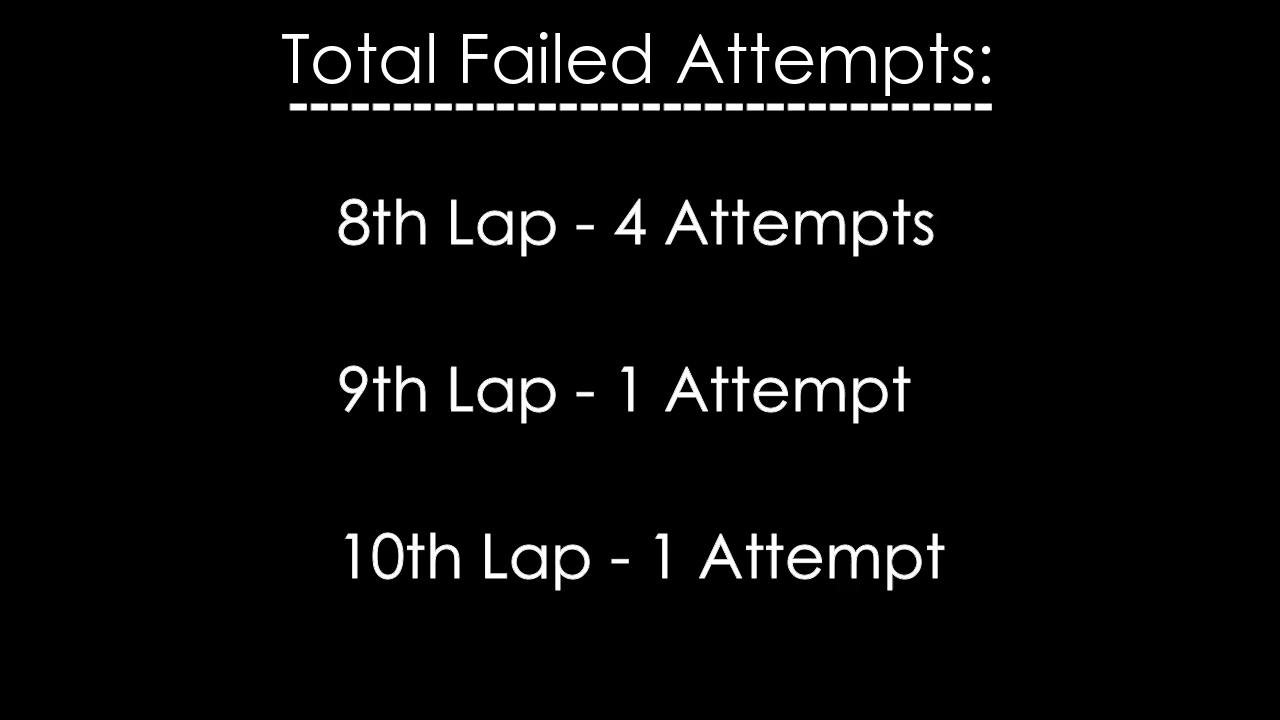 Total Failed Attempts:
----------------------------------
8th Lap - 4 Attempts
9th Lap - 1 Attempt
10th Lap - 1 Attempt